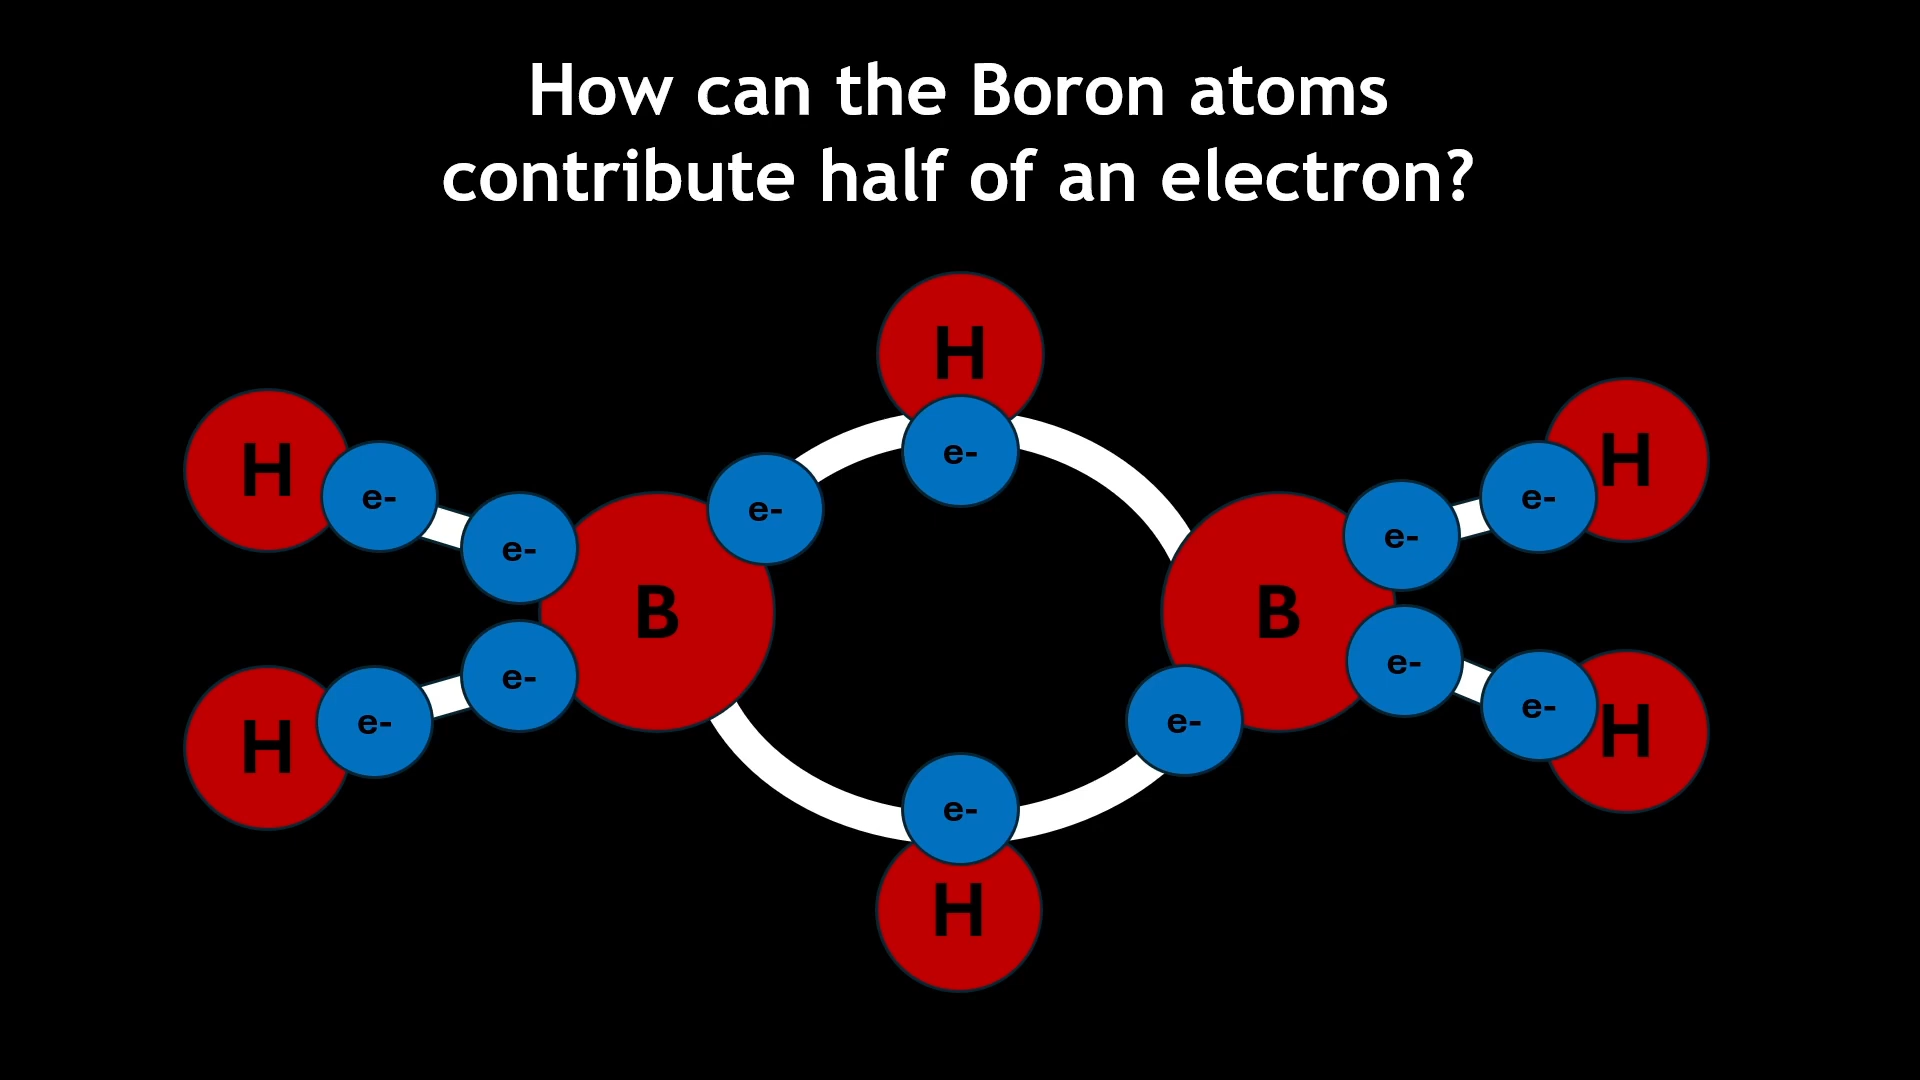 How can the Boron atoms
contribute half of an electron?
H
H
H
H
e-
e-
e-
e-
e-
e-
e-
B
B
e-
e-
e-
e-
e-
H
H
H